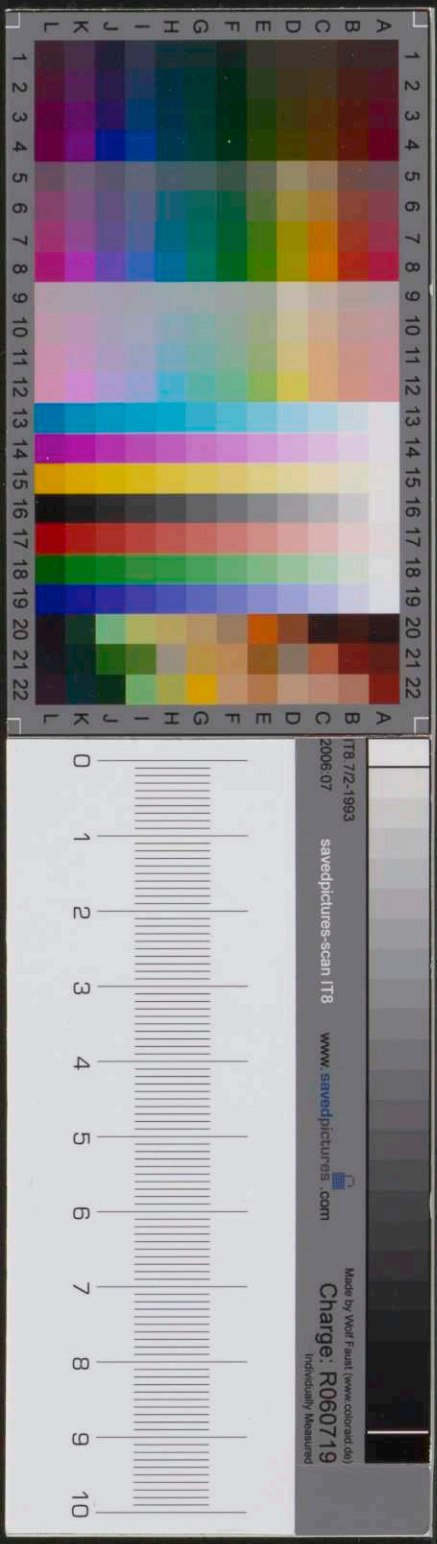 A B C D E F G H I J K L
1 2 3 4 5 6 7 8 9 10 11 12 13 14 15 16 17 18 19 20 21 22
1 2 3 4 5 6 7 8 9 10 11 12 13 14 15 16 17 18 19 20 21 22
A B C D E F G H I J K L
IT8.7/2-1993
2006:07
savedpictures-scan IT8
www.savedpictures.com
Made by Wolf Faust (www.coloraid.de)
Charge: R060719
Individually Measured
0 1 2 3 4 5 6 7 8 9 10